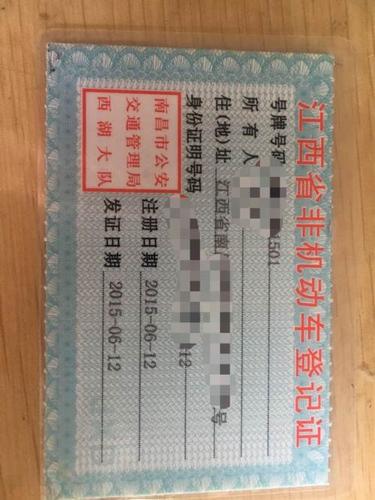 江西省非机动车登记证
号牌号码 1501
所有人
住(地)址 江西省南 号
身份证明号码 12
南昌市公安
交通管理局
西湖大队
注册日期 2015-06-12
发证日期 2015-06-12